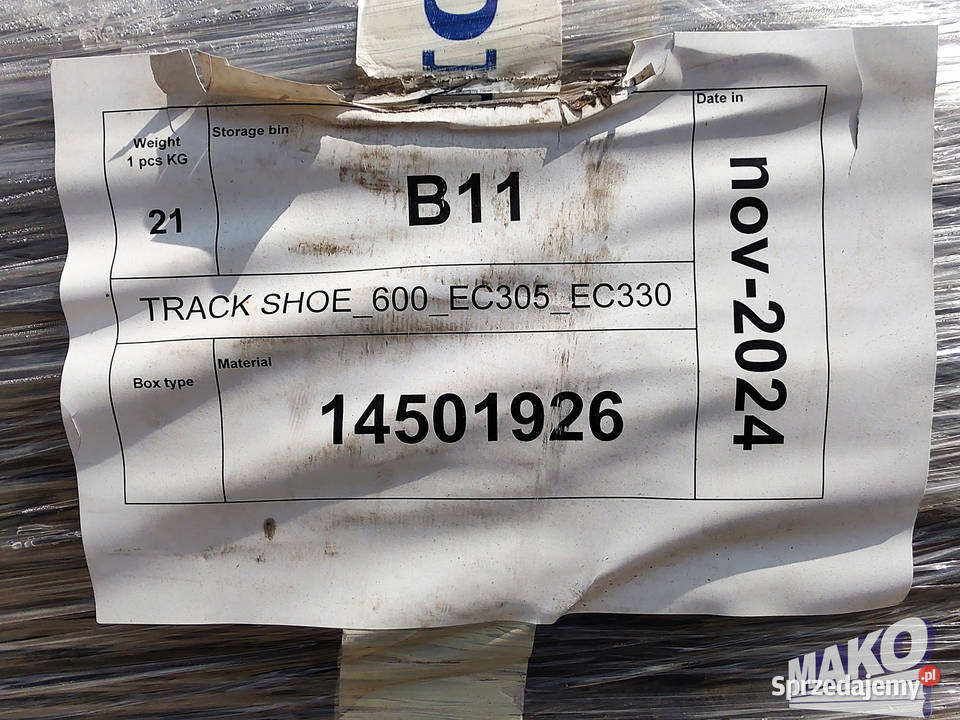 Weight
1 pcs KG
21
Storage bin
B11
Date in
nov-2024
TRACK SHOE_600_EC305_EC330
Box type
Material
14501926
MAKO
Sprzedajemy.pl